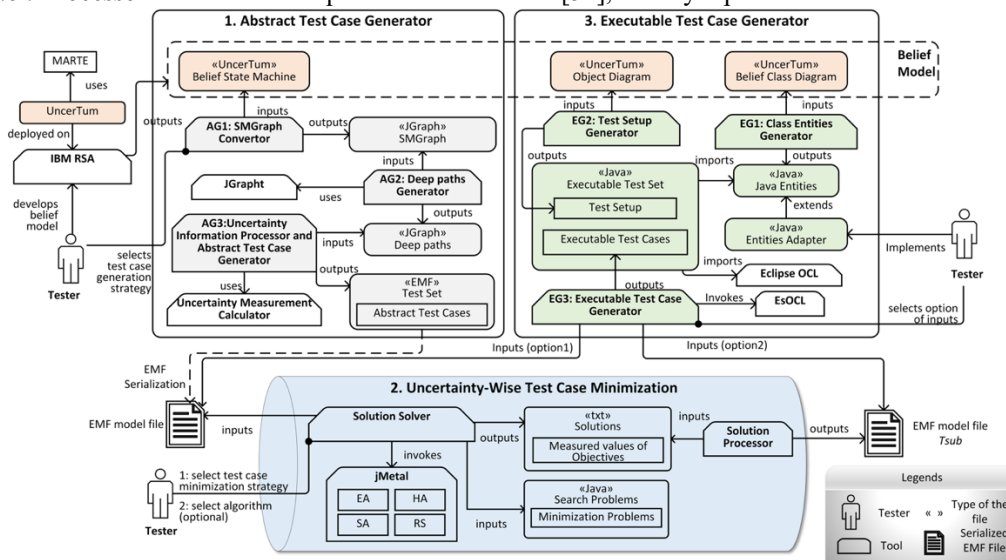 1. Abstract Test Case Generator
3. Executable Test Case Generator
MARTE
uses
UncerTum
deployed on
IBM RSA
develops
belief
model
Tester
outputs
selects
test case
generation
strategy
«UncerTum»
Belief State Machine
inputs
AG1: SMGraph
Convertor
outputs
«JGraph»
SMGraph
inputs
JGrapht
uses
AG2: Deep paths
Generator
outputs
AG3:Uncertainty
Information Processor and
Abstract Test Case
Generator
inputs
«JGraph»
Deep paths
outputs
uses
Uncertainty Measurement
Calculator
«EMF»
Test Set
Abstract Test Cases
«UncerTum»
Object Diagram
«UncerTum»
Belief Class Diagram
Belief
Model
inputs
inputs
EG2: Test Setup
Generator
EG1: Class Entities
Generator
outputs
imports
outputs
«Java»
Executable Test Set
Test Setup
Executable Test Cases
«Java»
Java Entities
extends
«Java»
Entities Adapter
Implements
Tester
imports
Eclipse OCL
outputs
EG3: Executable Test Case
Generator
Invokes
EsOCL
selects option
of inputs
Inputs (option1)
Inputs (option2)
EMF
Serialization
EMF model file
inputs
2. Uncertainty-Wise Test Case Minimization
Solution Solver
outputs
invokes
jMetal
EA
HA
SA
RS
inputs
«txt»
Solutions
Measured values of
Objectives
inputs
Solution
Processor
outputs
EMF model file
Tsub
«Java»
Search Problems
Minimization Problems
1: select test case
minimization strategy
2: select algorithm
(optional)
Tester
Legends
Tester
« »
Type of the
file
Tool
Serialized
EMF File